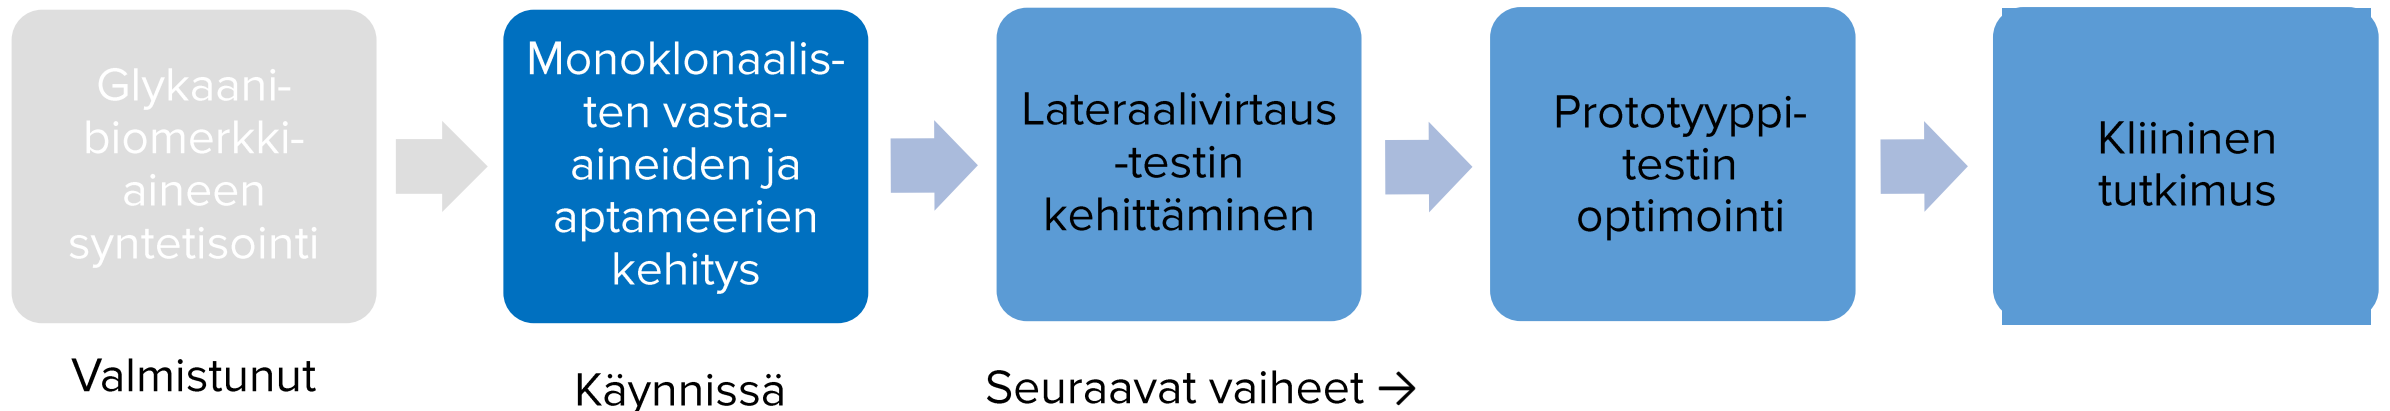 Glykaani-
biomerkki-
aineen
syntetisointi
Monoklonaalis-
ten vasta-
aineiden ja
aptameerien
kehitys
Lateraalivirtaus
-testin
kehittäminen
Prototyyppi-
testin
optimointi
Kliininen
tutkimus
Valmistunut
Käynnissä
Seuraavat vaiheet →